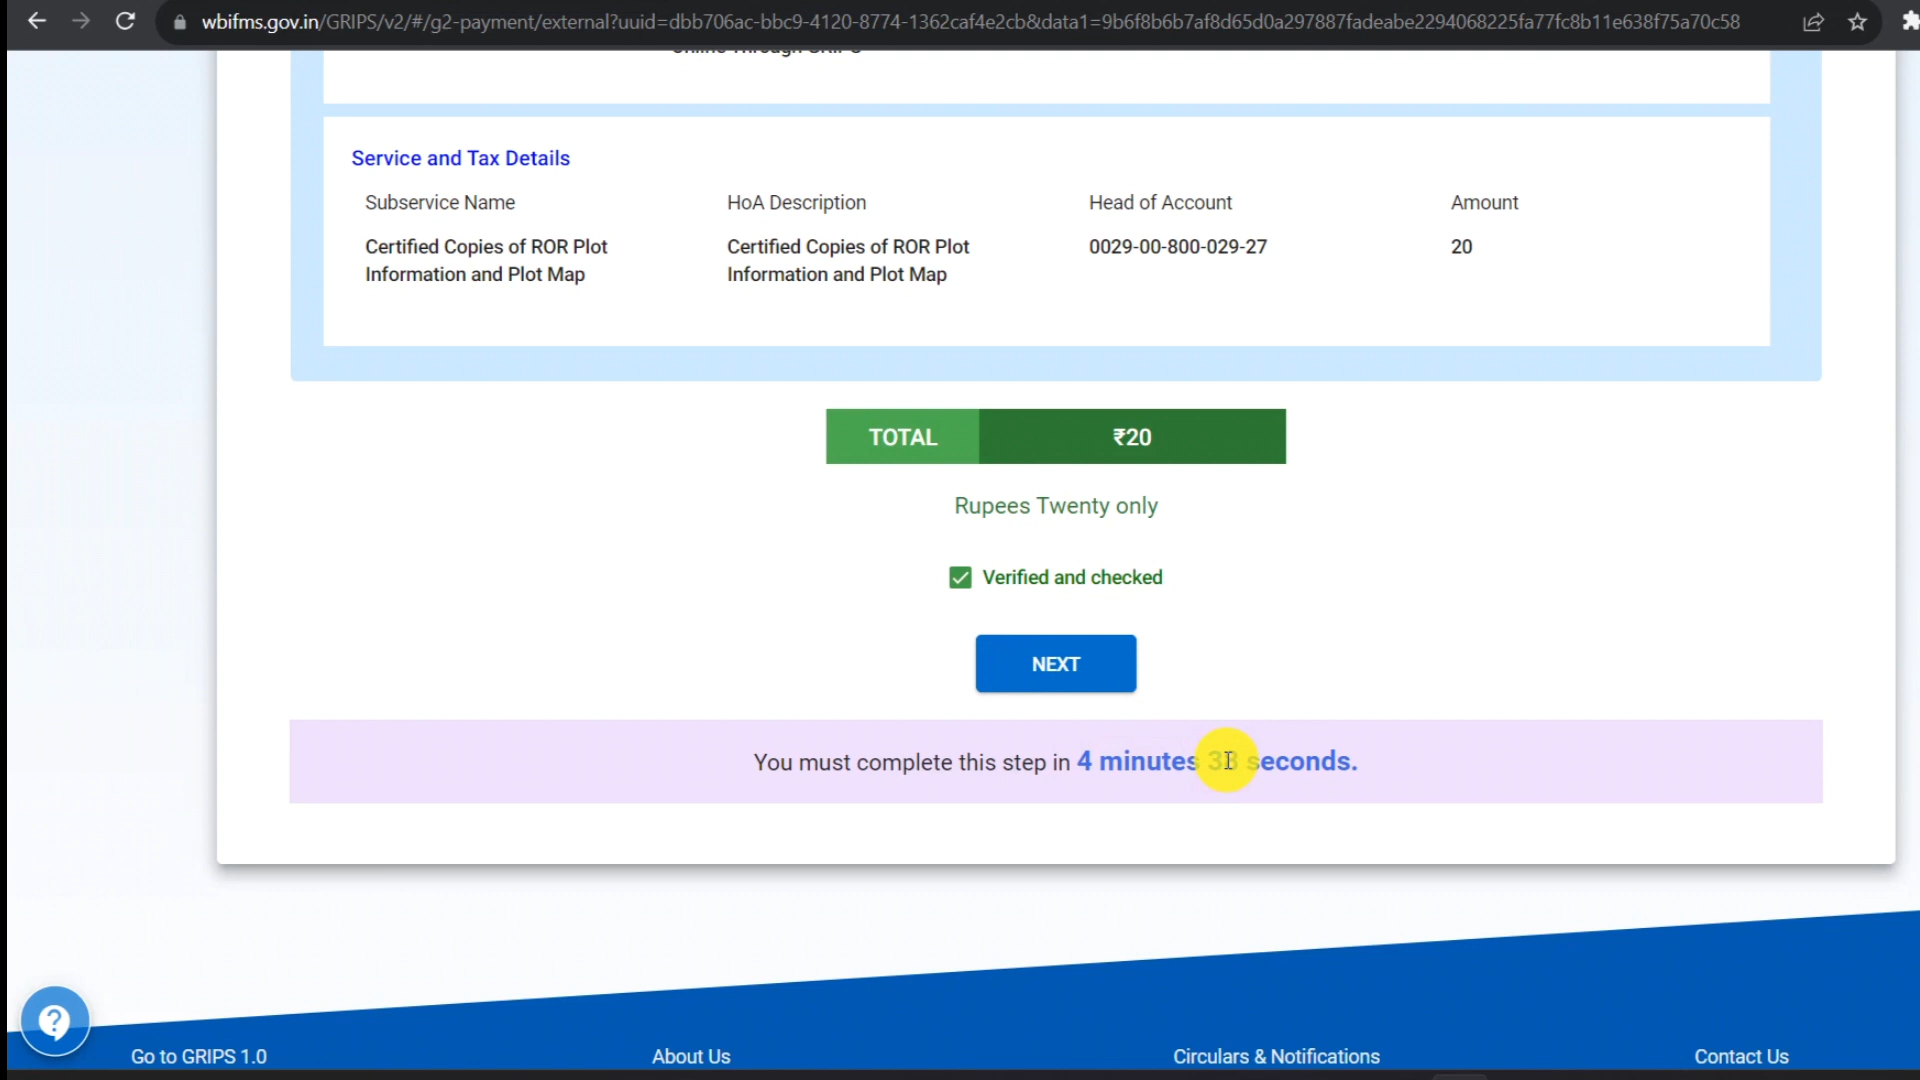 wbifms.gov.in/GRIPS/v2/#/g2-payment/external?uuid=dbb706ac-bbc9-4120-8774-1362caf4e2cb&data1=9b6f8b6b7af8d65d0a297887fadeabe2294068225fa77fc8b11e638f75a70c58
Service and Tax Details
Subservice Name HoA Description Head of Account Amount
Certified Copies of ROR Plot Certified Copies of ROR Plot 0029-00-800-029-27 20
Information and Plot Map Information and Plot Map
TOTAL ₹20
Rupees Twenty only
Verified and checked
NEXT
You must complete this step in 4 minutes 33 seconds.
Go to GRIPS 1.0 About Us Circulars & Notifications Contact Us